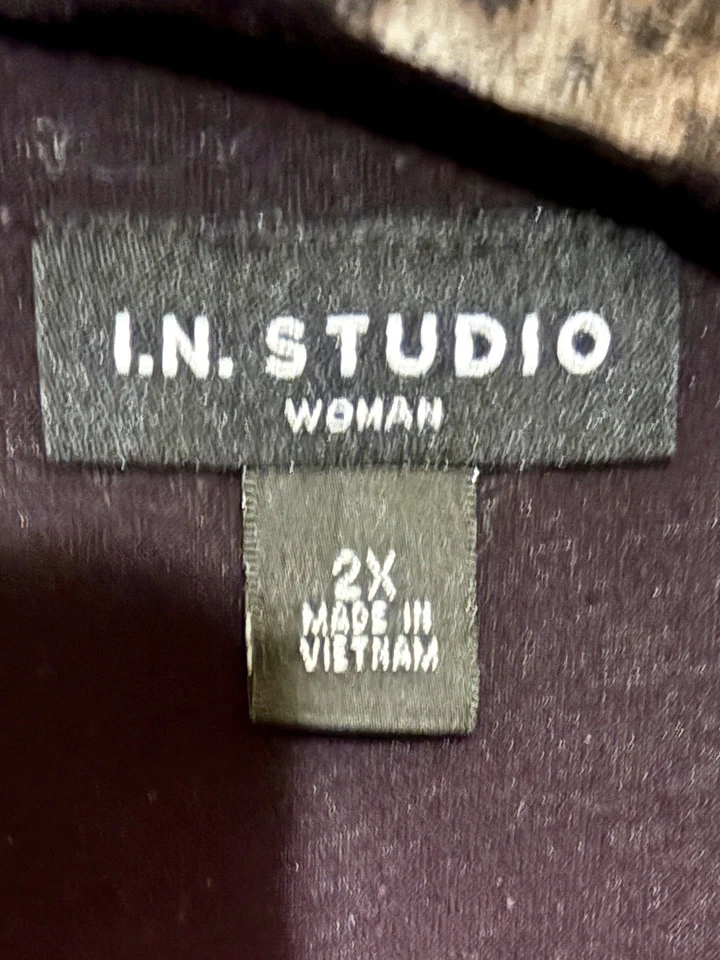 I.N. STUDIO
WOMAN
2X
MADE IN
VIETNAM